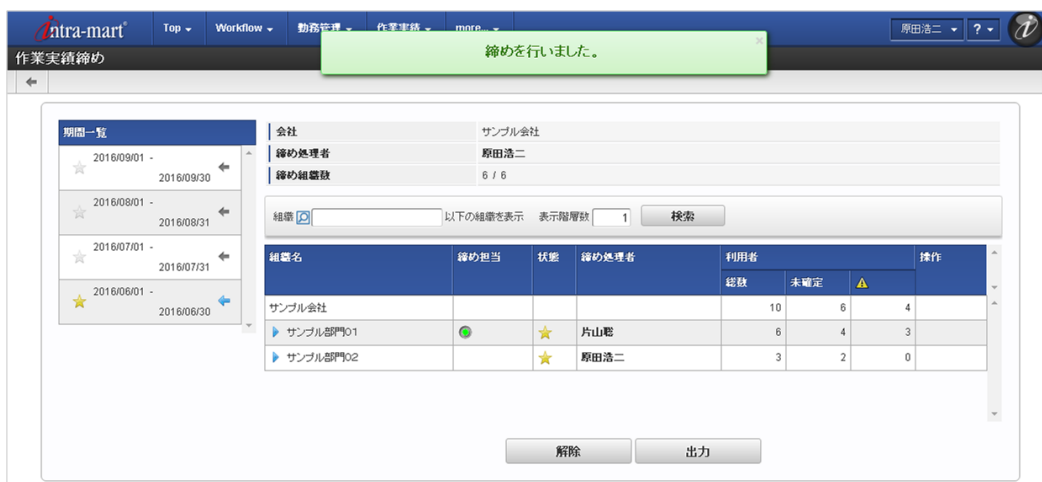 intra-mart® Top Workflow 勤務管理 作業実績 more... 原田浩二 ?
締めを行いました。 ×
作業実績締め
期間一覧
2016/09/01 -
2016/09/30
2016/08/01 -
2016/08/31
2016/07/01 -
2016/07/31
2016/06/01 -
2016/06/30
会社 サンプル会社
締め処理者 原田浩二
締め組織数 6 / 6
組織 以下の組織を表示 表示階層数 1 検索
組織名 締め担当 状態 締め処理者 利用者 操作
総数 未確定
サンプル会社 10 6 4
サンプル部門01 片山聡 6 4 3
サンプル部門02 原田浩二 3 2 0
解除 出力